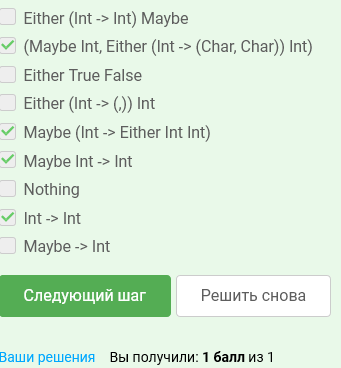 Either (Int -> Int) Maybe
(Maybe Int, Either (Int -> (Char, Char)) Int)
Either True False
Either (Int -> (,)) Int
Maybe (Int -> Either Int Int)
Maybe Int -> Int
Nothing
Int -> Int
Maybe -> Int
Следующий шаг Решить снова
Ваши решения Вы получили: 1 балл из 1